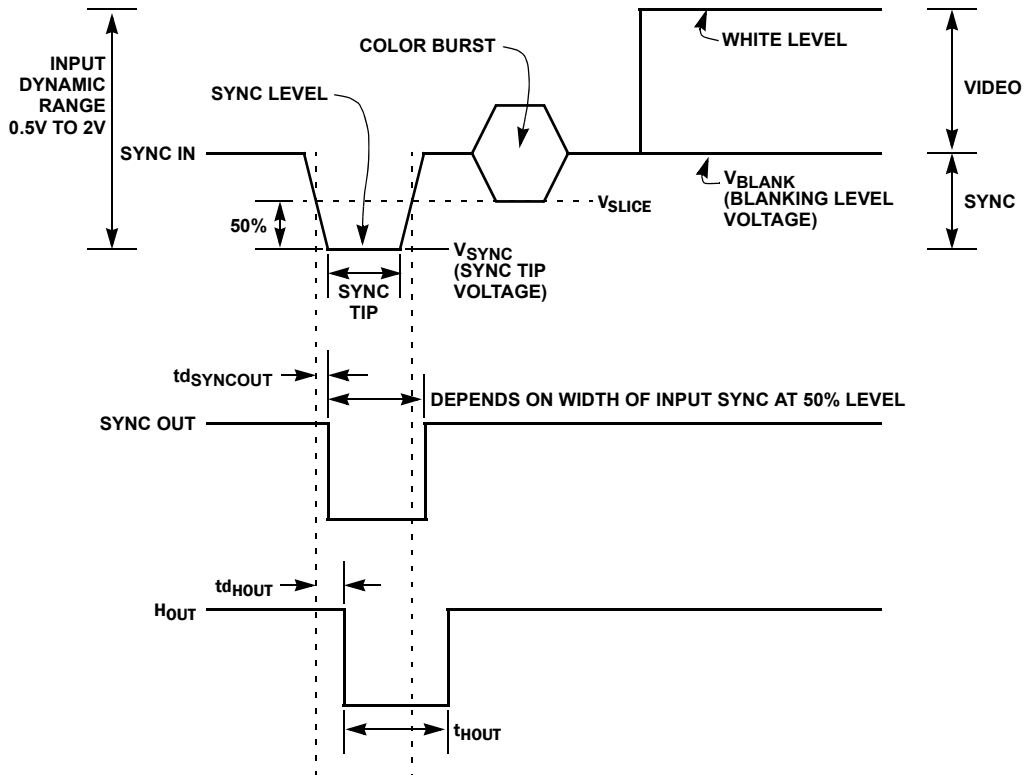 INPUT
DYNAMIC
RANGE
0.5V TO 2V
COLOR BURST
WHITE LEVEL
VIDEO
SYNC LEVEL
SYNC IN
VBLANK
(BLANKING LEVEL
VOLTAGE)
SYNC
VSLICE
50%
VSYNC
(SYNC TIP
VOLTAGE)
SYNC
TIP
tdSYNCOUT
DEPENDS ON WIDTH OF INPUT SYNC AT 50% LEVEL
SYNC OUT
tdHOUT
HOUT
tHOUT